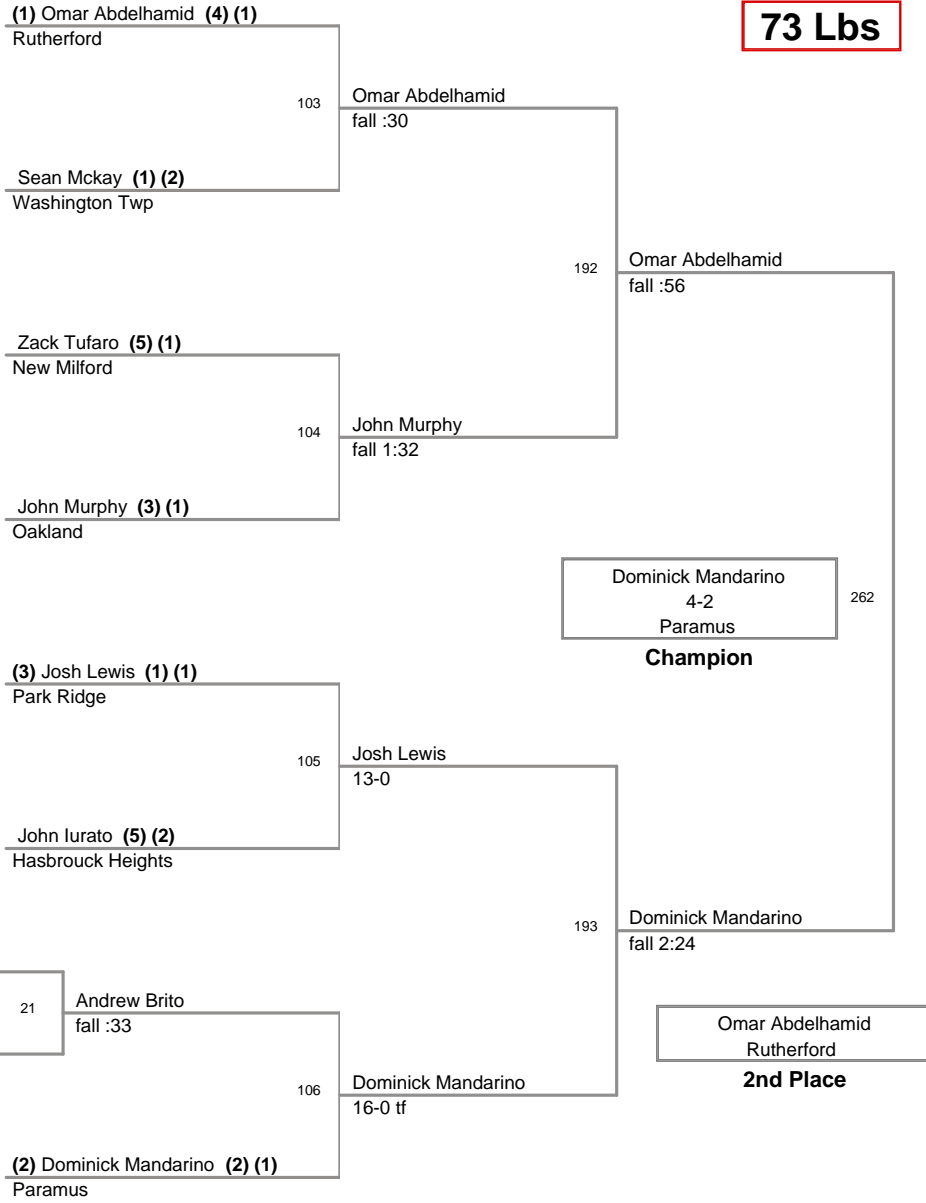 (1) Omar Abdelhamid (4) (1)
Rutherford
73 Lbs
103
Omar Abdelhamid
fall :30
Sean Mckay (1) (2)
Washington Twp
192
Omar Abdelhamid
fall :56
Zack Tufaro (5) (1)
New Milford
104
John Murphy
fall 1:32
John Murphy (3) (1)
Oakland
Dominick Mandarino
4-2
Paramus
262
Champion
(3) Josh Lewis (1) (1)
Park Ridge
105
Josh Lewis
13-0
John Iurato (5) (2)
Hasbrouck Heights
193
Dominick Mandarino
fall 2:24
21
Andrew Brito
fall :33
Omar Abdelhamid
Rutherford
2nd Place
106
Dominick Mandarino
16-0 tf
(2) Dominick Mandarino (2) (1)
Paramus